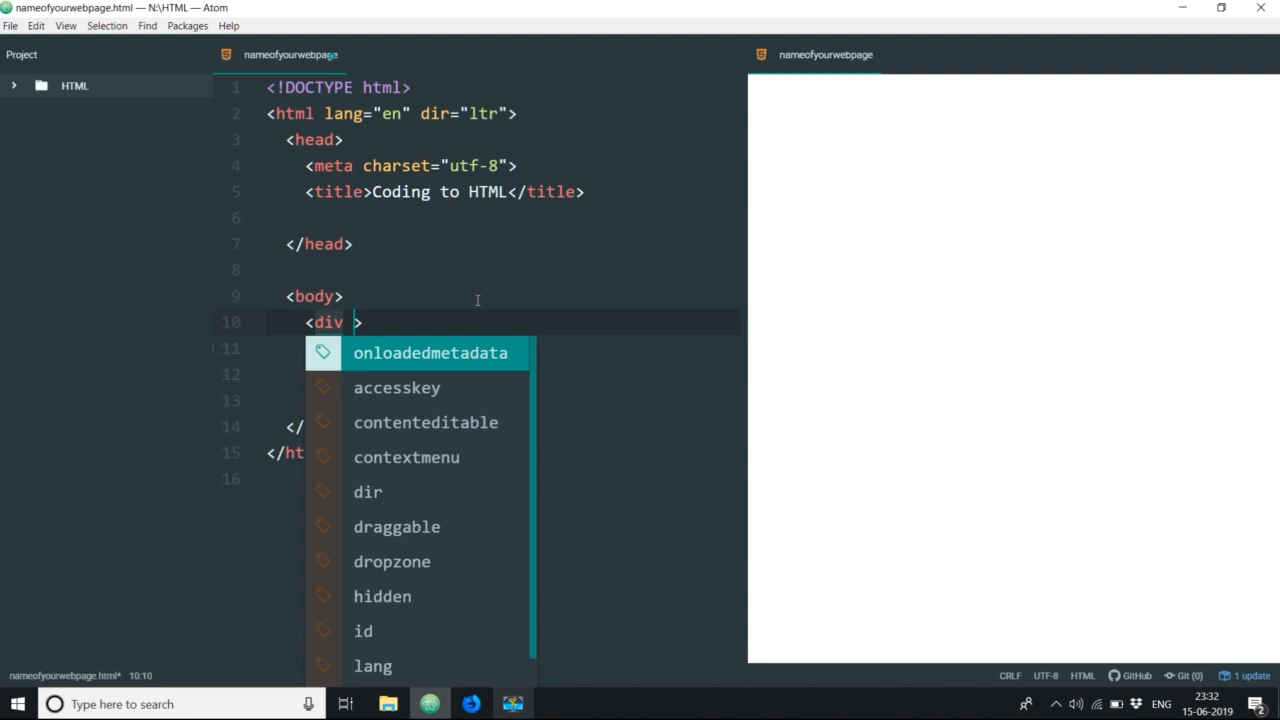 nameofyourwebpage.html — N:\HTML — Atom
File Edit View Selection Find Packages Help
Project
nameofyourwebpage
nameofyourwebpage
HTML
1 <!DOCTYPE html>
2 <html lang="en" dir="ltr">
3 <head>
4 <meta charset="utf-8">
5 <title>Coding to HTML</title>
6
7 </head>
8
9 <body>
10 <div >
11
12
13
14 </
15 </ht
16
onloadedmetadata
accesskey
contenteditable
contextmenu
dir
draggable
dropzone
hidden
id
lang
nameofyourwebpage.html* 10:10
CRLF UTF-8 HTML GitHub Git (0) 1 update
Type here to search
ENG
23:32
15-06-2019
2